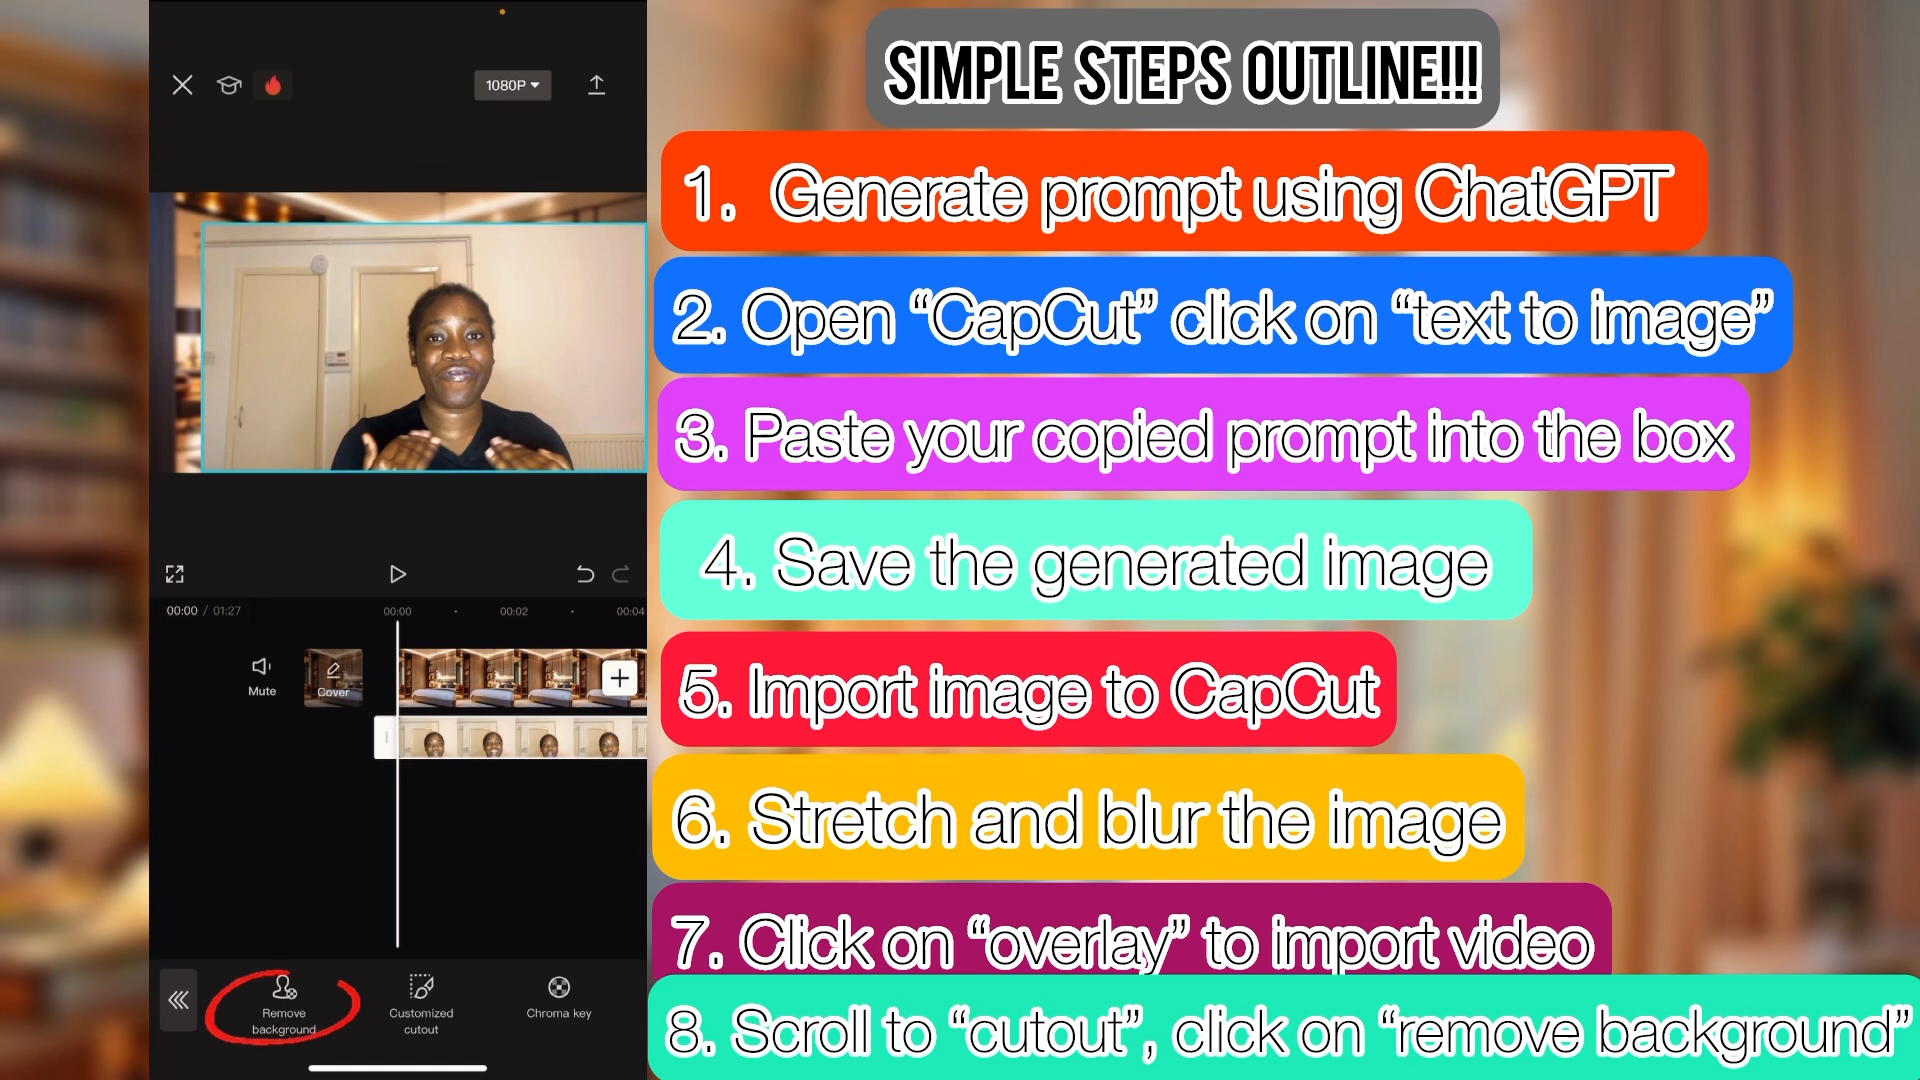 1080P
00:00 / 01:27
00:00
00:02
00:04
Mute
Cover
Remove
background
Customized
cutout
Chroma key
SIMPLE STEPS OUTLINE!!!
1. Generate prompt using ChatGPT
2. Open “CapCut” click on “text to image”
3. Paste your copied prompt into the box
4. Save the generated image
5. Import image to CapCut
6. Stretch and blur the image
7. Click on “overlay” to import video
8. Scroll to “cutout”, click on “remove background”